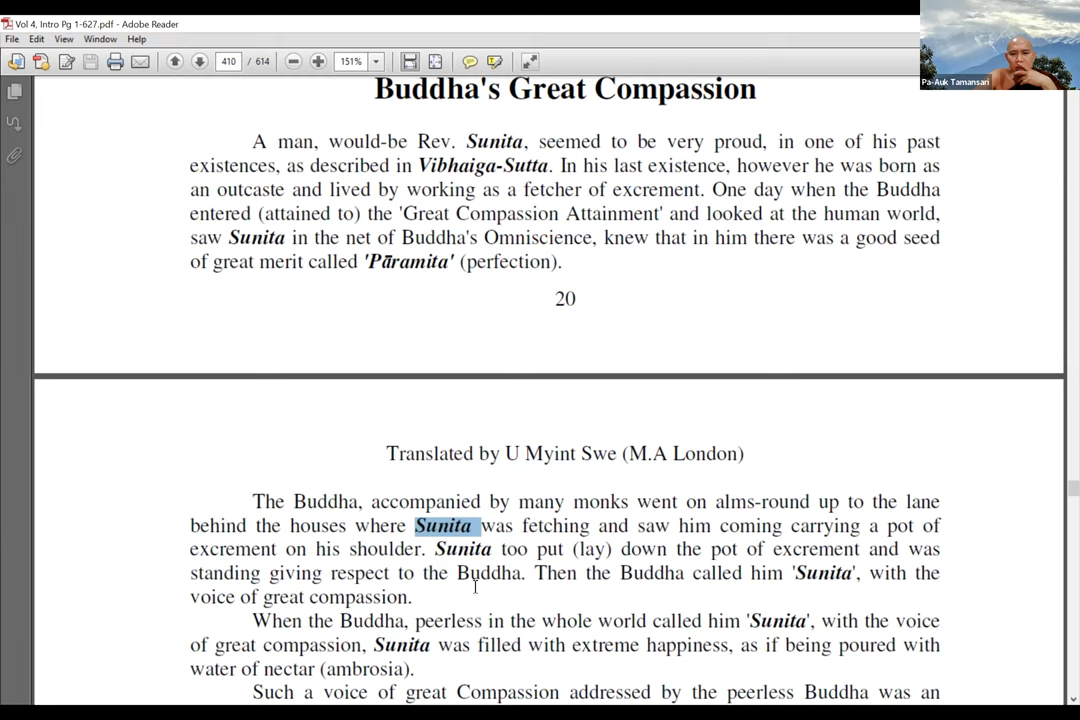 Vol 4, Intro Pg 1-627.pdf - Adobe Reader
File Edit View Window Help
410 / 614 151%
Pa-Auk Tamansari
Buddha's Great Compassion
A man, would-be Rev. Sunita, seemed to be very proud, in one of his past
existences, as described in Vibhaiga-Sutta. In his last existence, however he was born as
an outcaste and lived by working as a fetcher of excrement. One day when the Buddha
entered (attained to) the 'Great Compassion Attainment' and looked at the human world,
saw Sunita in the net of Buddha's Omniscience, knew that in him there was a good seed
of great merit called 'Pāramita' (perfection).
20
Translated by U Myint Swe (M.A London)
The Buddha, accompanied by many monks went on alms-round up to the lane
behind the houses where Sunita was fetching and saw him coming carrying a pot of
excrement on his shoulder. Sunita too put (lay) down the pot of excrement and was
standing giving respect to the Buddha. Then the Buddha called him 'Sunita', with the
voice of great compassion.
When the Buddha, peerless in the whole world called him 'Sunita', with the voice
of great compassion, Sunita was filled with extreme happiness, as if being poured with
water of nectar (ambrosia).
Such a voice of great Compassion addressed by the peerless Buddha was an